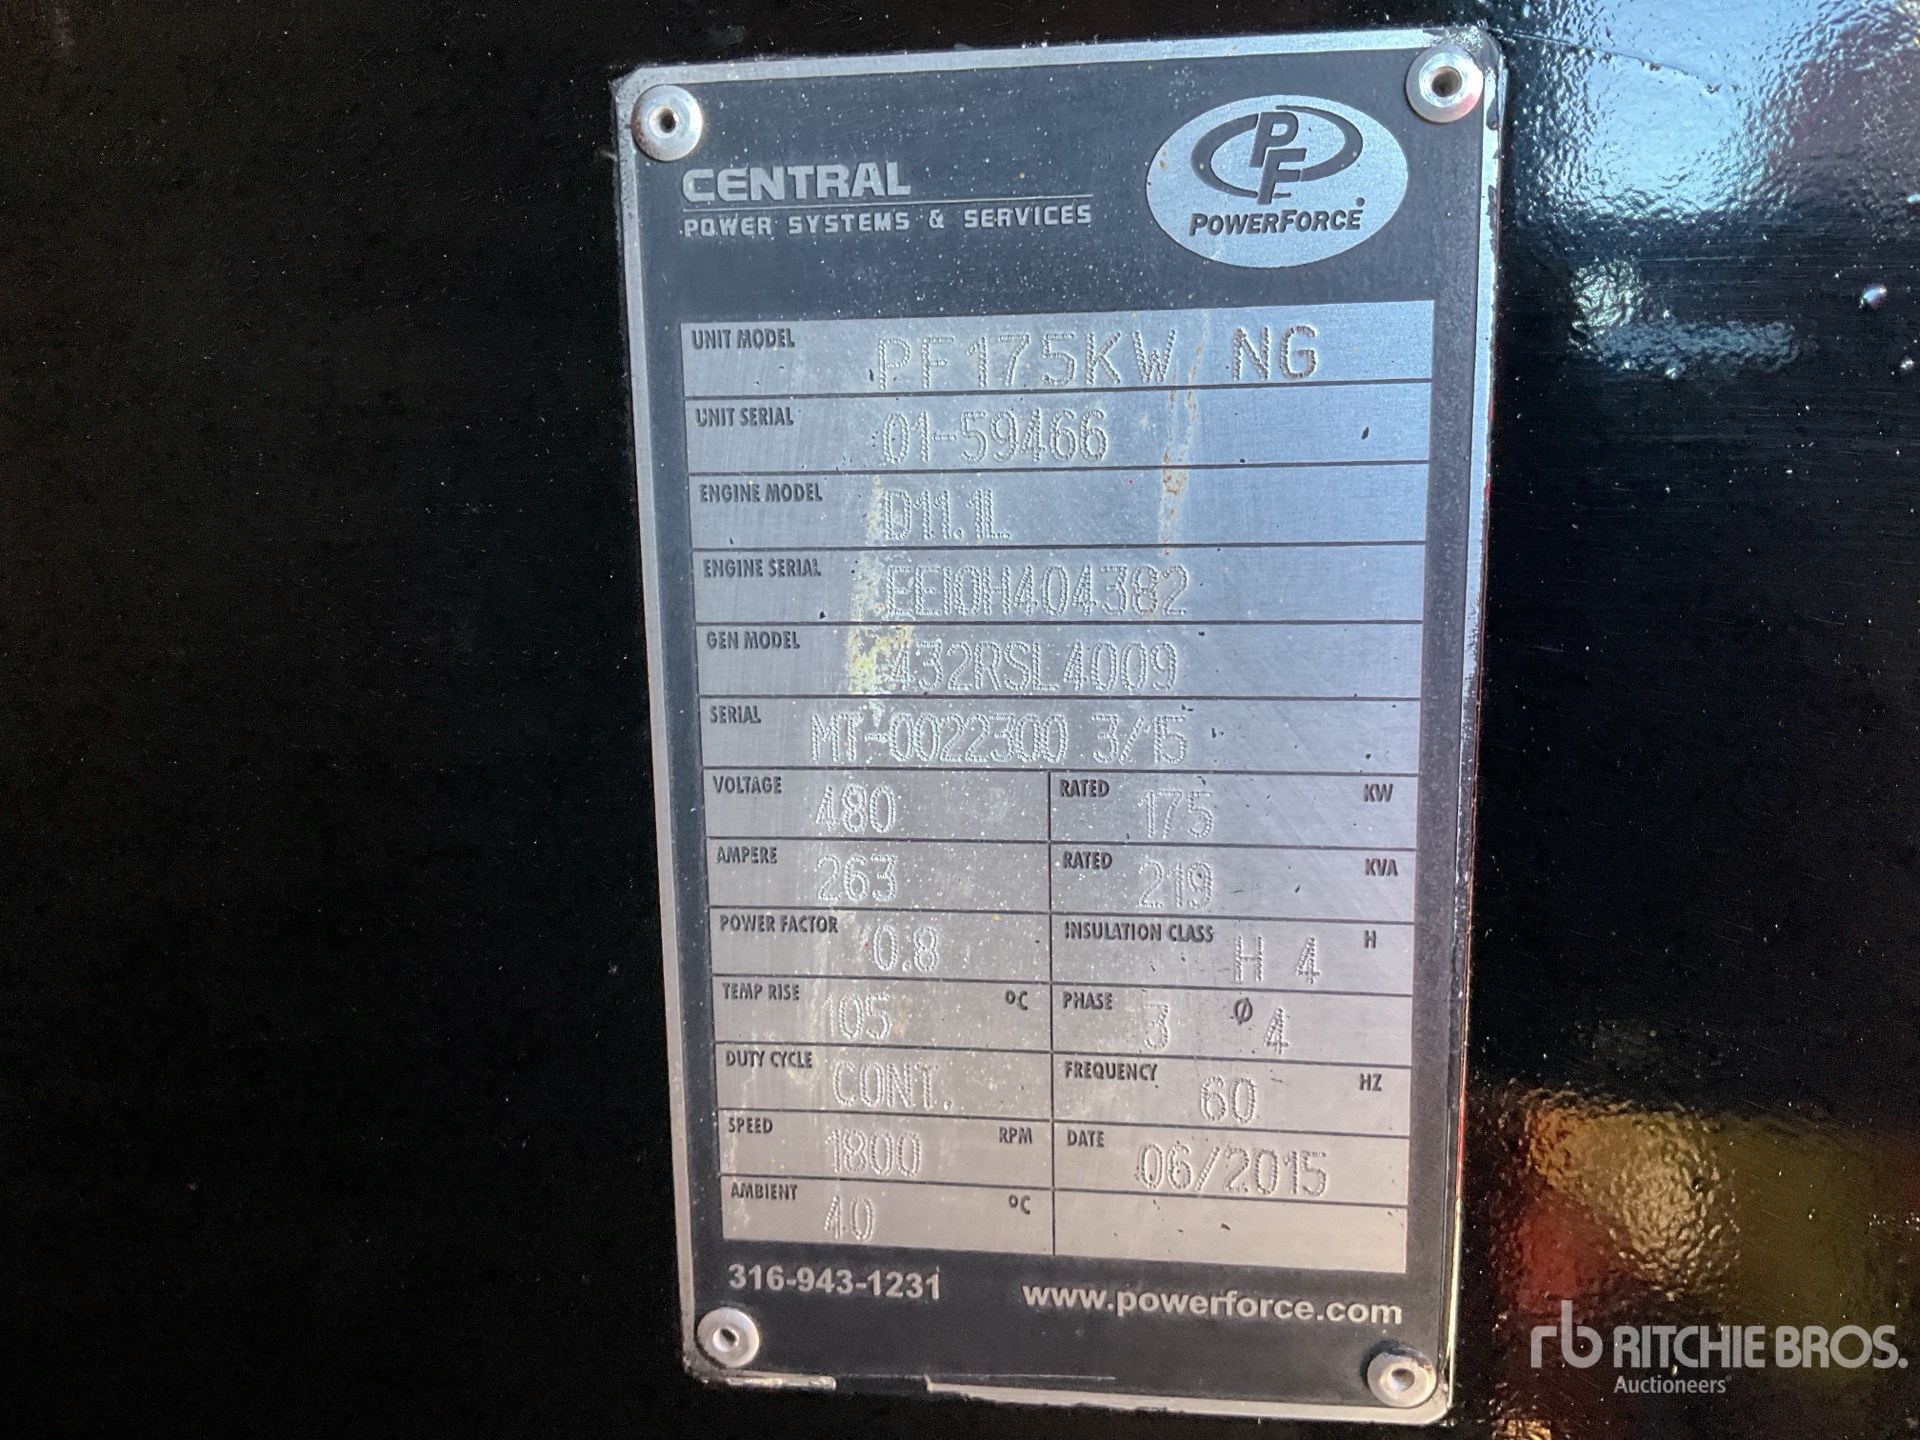 CENTRAL
POWER SYSTEMS & SERVICES
PF
POWERFORCE
UNIT MODEL PF175KW NG
UNIT SERIAL 01-59466
ENGINE MODEL D11.1L
ENGINE SERIAL EEIOH404382
GEN MODEL 432RSL4009
SERIAL MT-0022300 3/15
VOLTAGE 480 RATED 175 KW
AMPERE 263 RATED 219 KVA
POWER FACTOR 0.8 INSULATION CLASS H 4 H
TEMP RISE 105 °C PHASE 3 Ø 4
DUTY CYCLE CONT. FREQUENCY 60 HZ
SPEED 1800 RPM DATE 06/2015
AMBIENT 40 °C
316-943-1231 www.powerforce.com
rb RITCHIE BROS.
Auctioneers